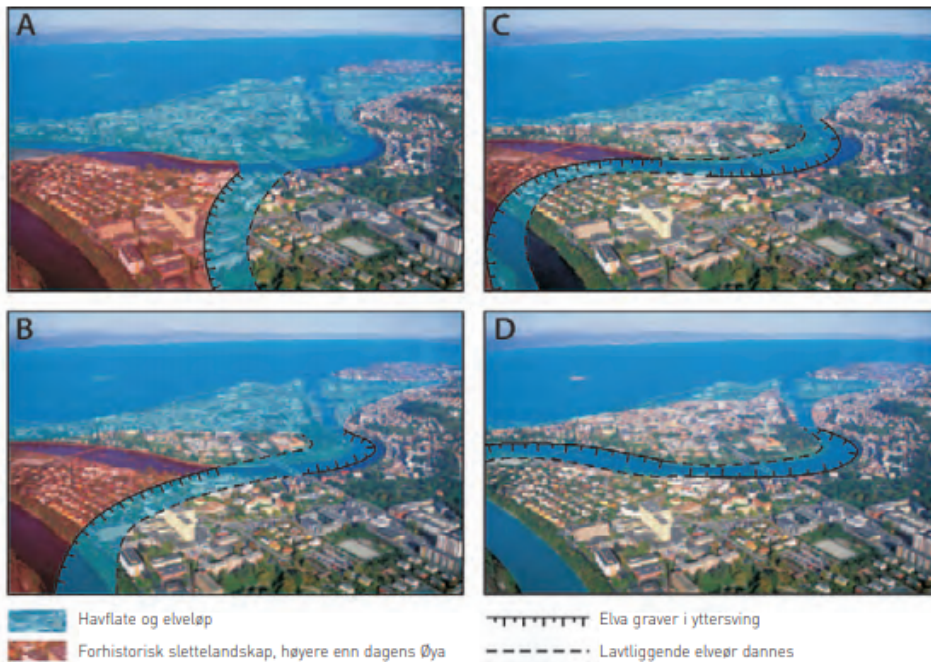 A
C
B
D
Havflate og elveløp
Elva graver i yttersving
Forhistorisk slettelandskap, høyere enn dagens Øya
Lavtliggende elveør dannes